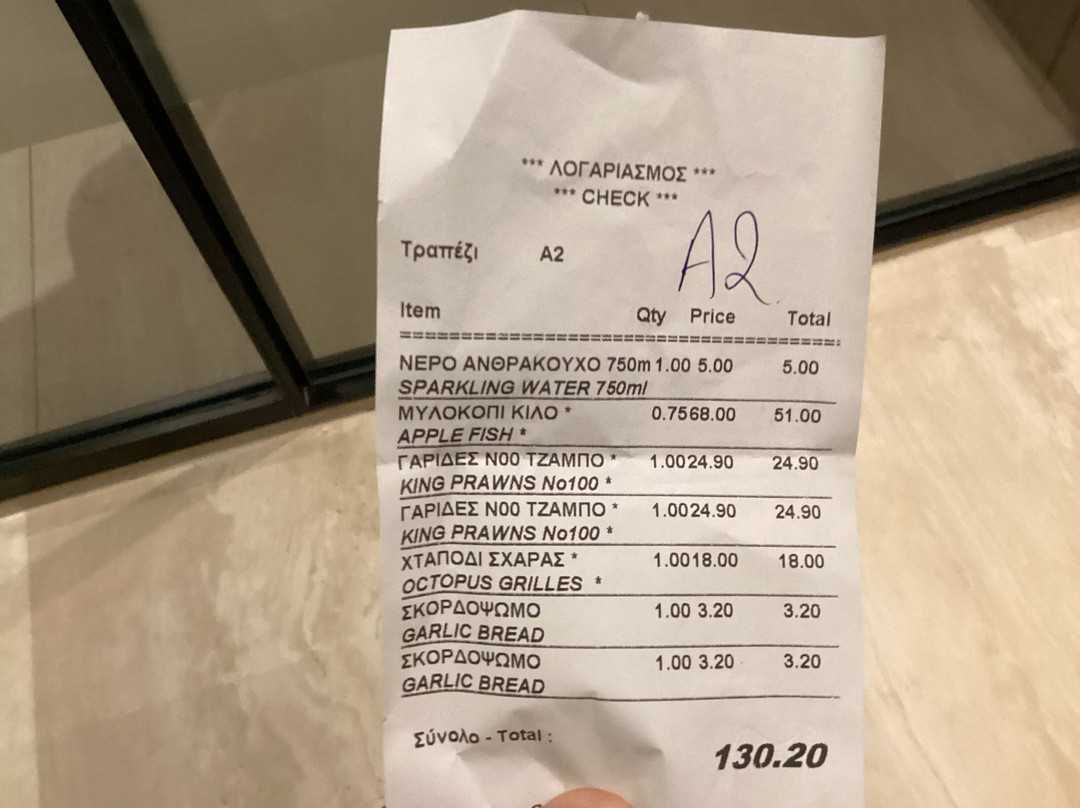 *** ΛΟΓΑΡΙΑΣΜΟΣ ***
*** CHECK ***
A2
Τραπέζι A2
Item Qty Price Total
==========================================
ΝΕΡΟ ΑΝΘΡΑΚΟΥΧΟ 750m 1.00 5.00 5.00
SPARKLING WATER 750ml
ΜΥΛΟΚΟΠΙ ΚΙΛΟ * 0.7568.00 51.00
APPLE FISH *
ΓΑΡΙΔΕΣ Ν00 ΤΖΑΜΠΟ * 1.0024.90 24.90
KING PRAWNS No100 *
ΓΑΡΙΔΕΣ Ν00 ΤΖΑΜΠΟ * 1.0024.90 24.90
KING PRAWNS No100 *
ΧΤΑΠΟΔΙ ΣΧΑΡΑΣ * 1.0018.00 18.00
OCTOPUS GRILLES *
ΣΚΟΡΔΟΨΩΜΟ 1.00 3.20 3.20
GARLIC BREAD
ΣΚΟΡΔΟΨΩΜΟ 1.00 3.20 3.20
GARLIC BREAD
Σύνολο - Total : 130.20